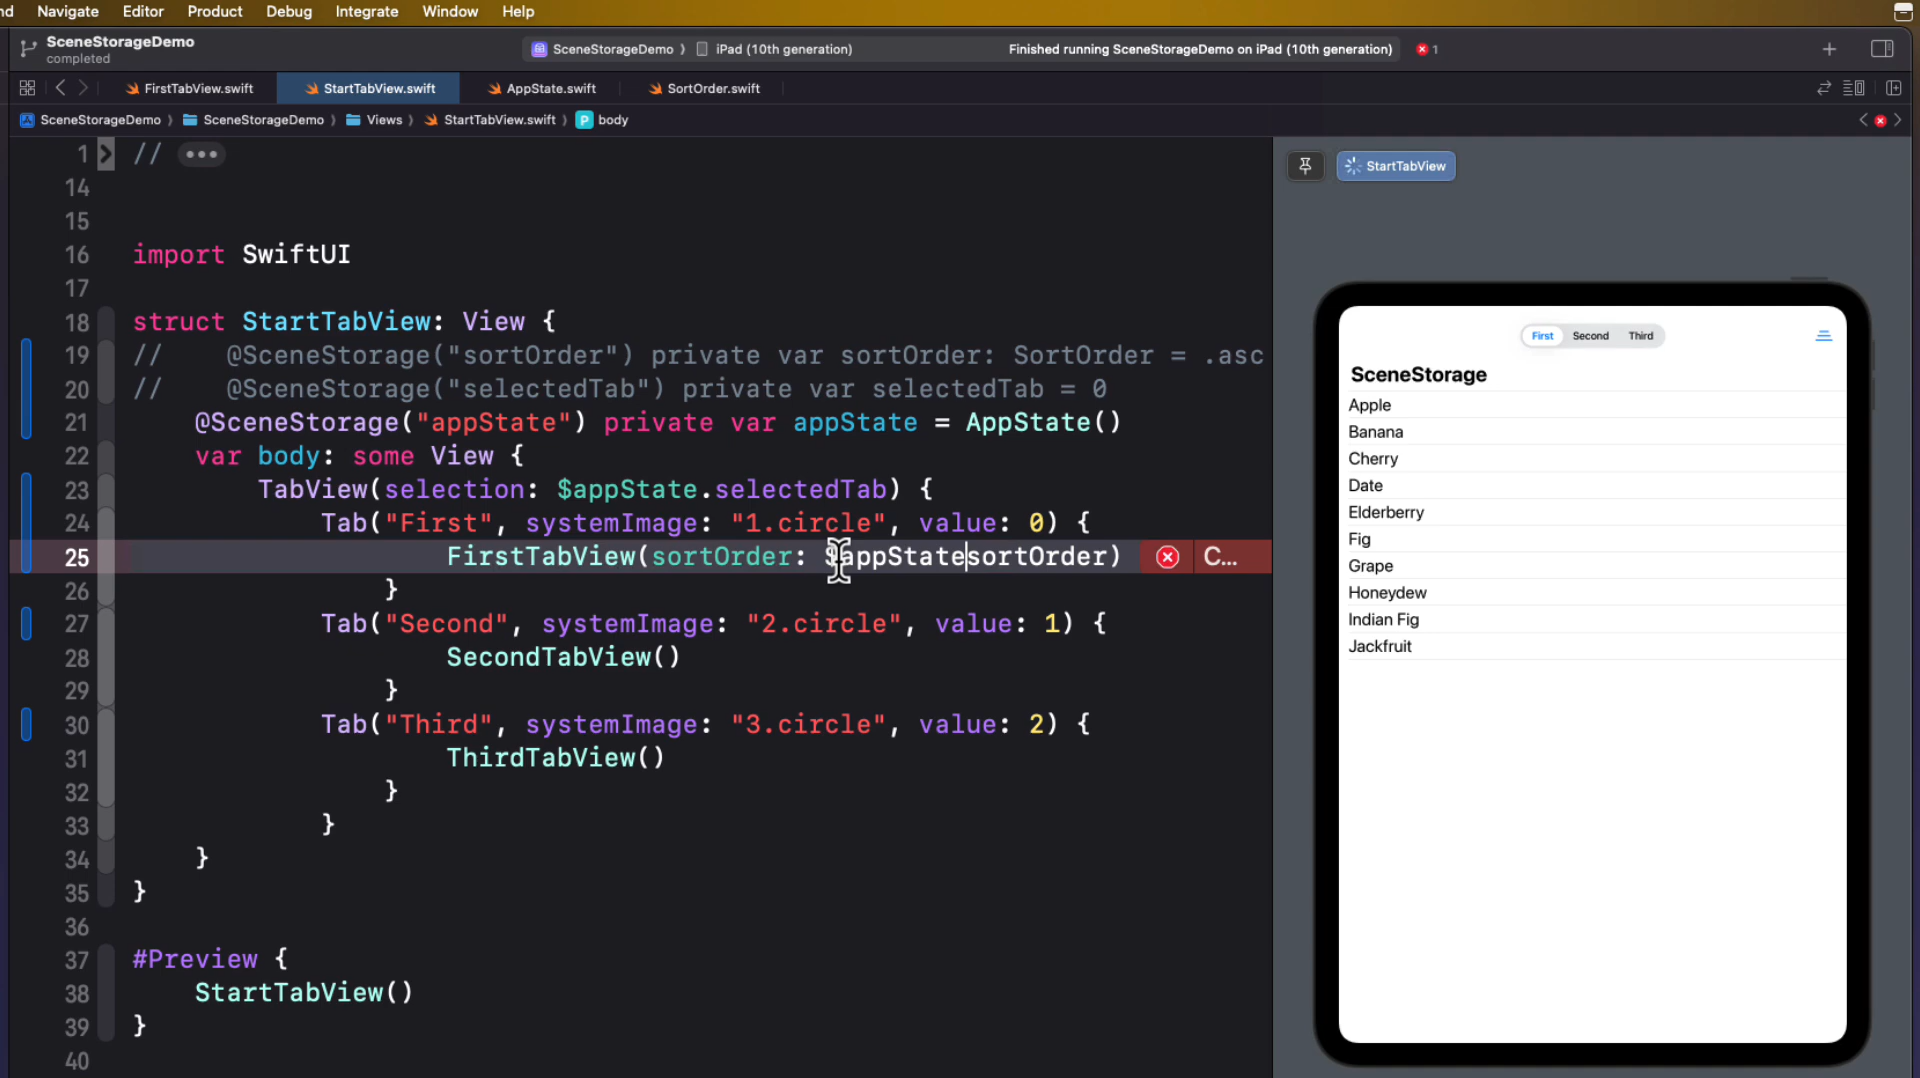 nd Navigate Editor Product Debug Integrate Window Help
SceneStorageDemo
completed
SceneStorageDemo iPad (10th generation) Finished running SceneStorageDemo on iPad (10th generation) 1
FirstTabView.swift StartTabView.swift AppState.swift SortOrder.swift
SceneStorageDemo SceneStorageDemo Views StartTabView.swift P body
1 // •••
14
15
16 import SwiftUI
17
18 struct StartTabView: View {
19 // @SceneStorage("sortOrder") private var sortOrder: SortOrder = .asc
20 // @SceneStorage("selectedTab") private var selectedTab = 0
21 @SceneStorage("appState") private var appState = AppState()
22 var body: some View {
23 TabView(selection: $appState.selectedTab) {
24 Tab("First", systemImage: "1.circle", value: 0) {
25 FirstTabView(sortOrder: $appStatesortOrder) C...
26 }
27 Tab("Second", systemImage: "2.circle", value: 1) {
28 SecondTabView()
29 }
30 Tab("Third", systemImage: "3.circle", value: 2) {
31 ThirdTabView()
32 }
33 }
34 }
35 }
36
37 #Preview {
38 StartTabView()
39 }
40
StartTabView
First Second Third
SceneStorage
Apple
Banana
Cherry
Date
Elderberry
Fig
Grape
Honeydew
Indian Fig
Jackfruit